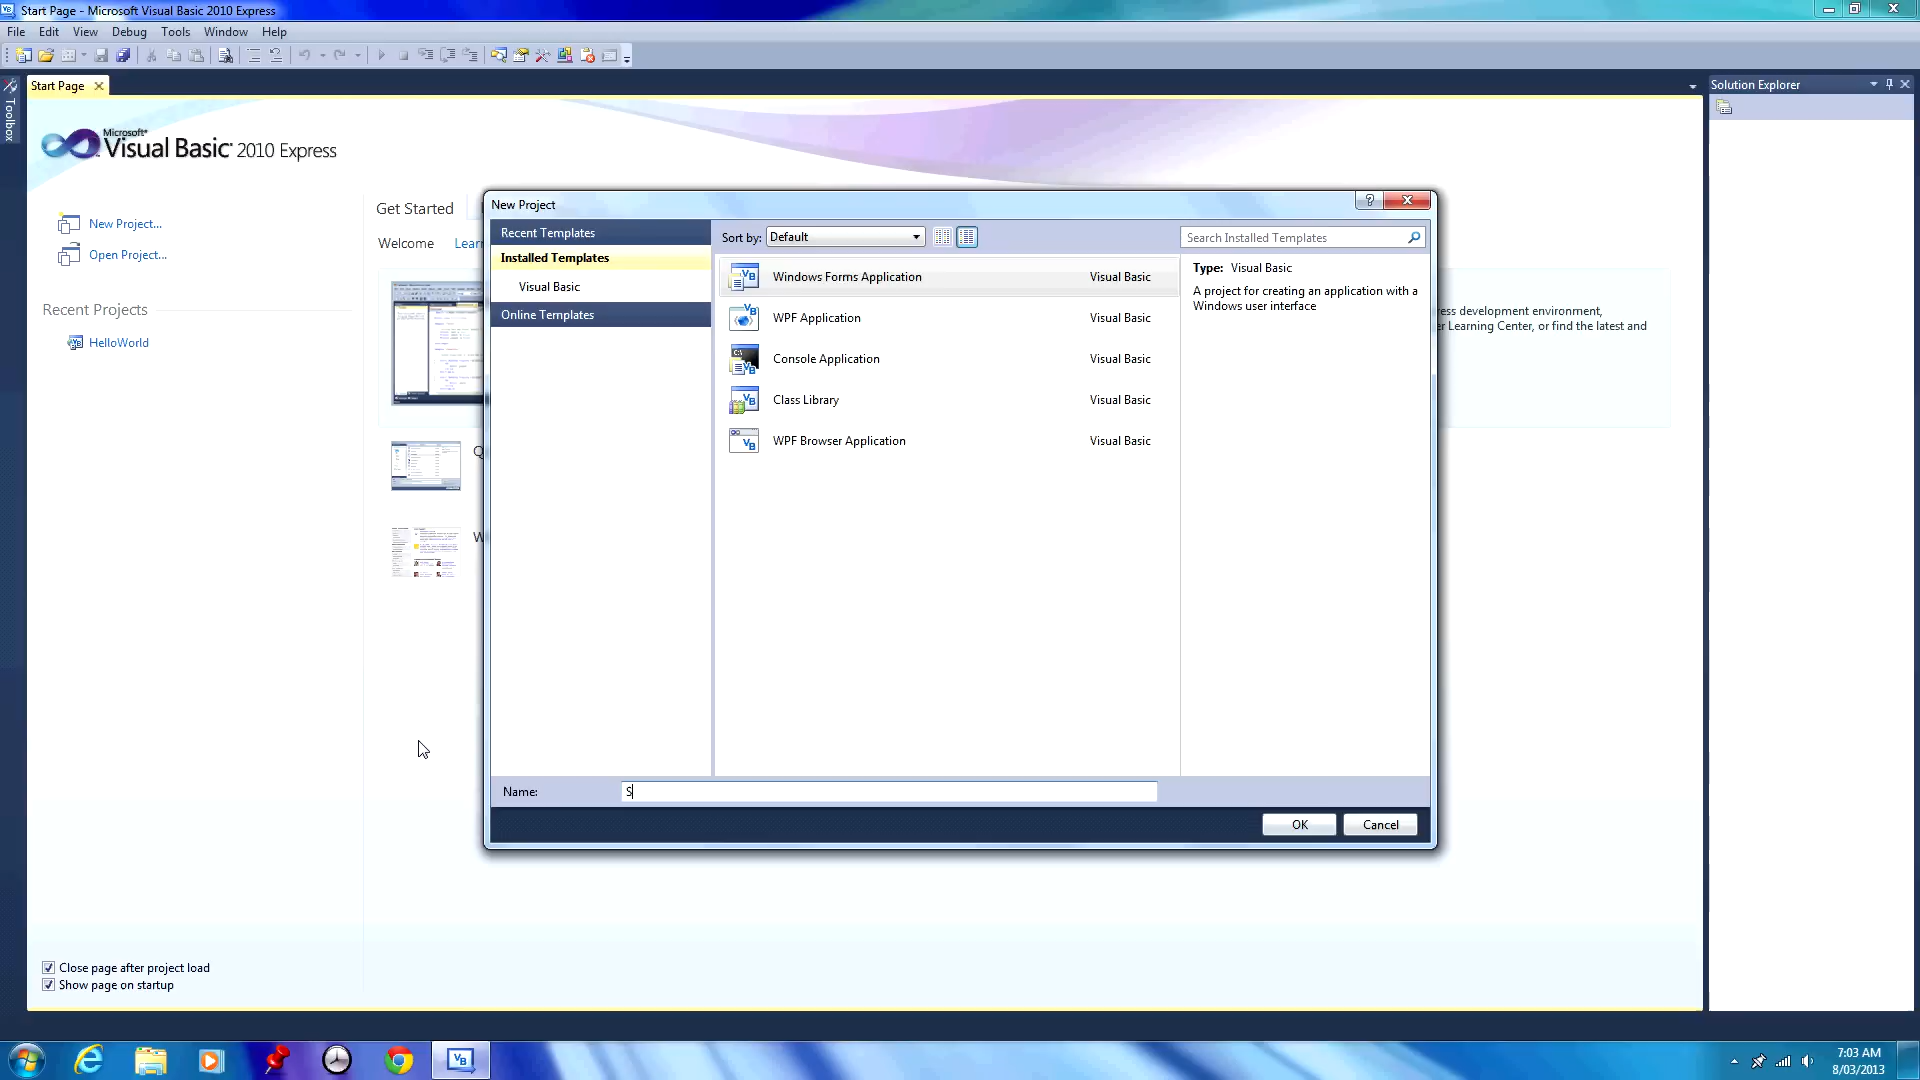 Start Page - Microsoft Visual Basic 2010 Express
File Edit View Debug Tools Window Help
Toolbox
Start Page
Solution Explorer
Microsoft®
Visual Basic® 2010 Express
New Project...
Open Project...
Recent Projects
HelloWorld
Get Started
Welcome Learn
ress development environment,
er Learning Center, or find the latest and
Q
W
New Project
Recent Templates
Installed Templates
Visual Basic
Online Templates
Sort by: Default
Search Installed Templates
Windows Forms Application Visual Basic
WPF Application Visual Basic
Console Application Visual Basic
Class Library Visual Basic
WPF Browser Application Visual Basic
Type: Visual Basic
A project for creating an application with a
Windows user interface
Name: S
OK Cancel
Close page after project load
Show page on startup
7:03 AM
8/03/2013